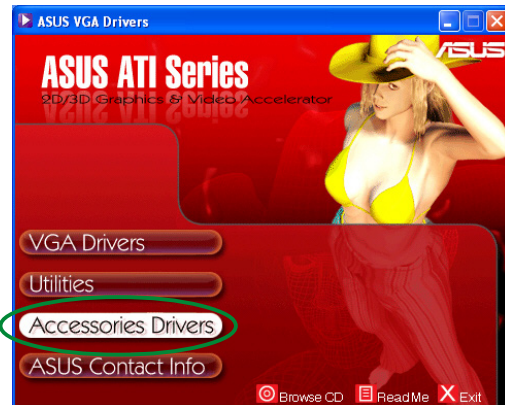 ASUS VGA Drivers
ASUS
ASUS ATI Series
2D/3D Graphics & Video Accelerator
VGA Drivers
Utilities
Accessories Drivers
ASUS Contact Info
Browse CD
ReadMe
Exit